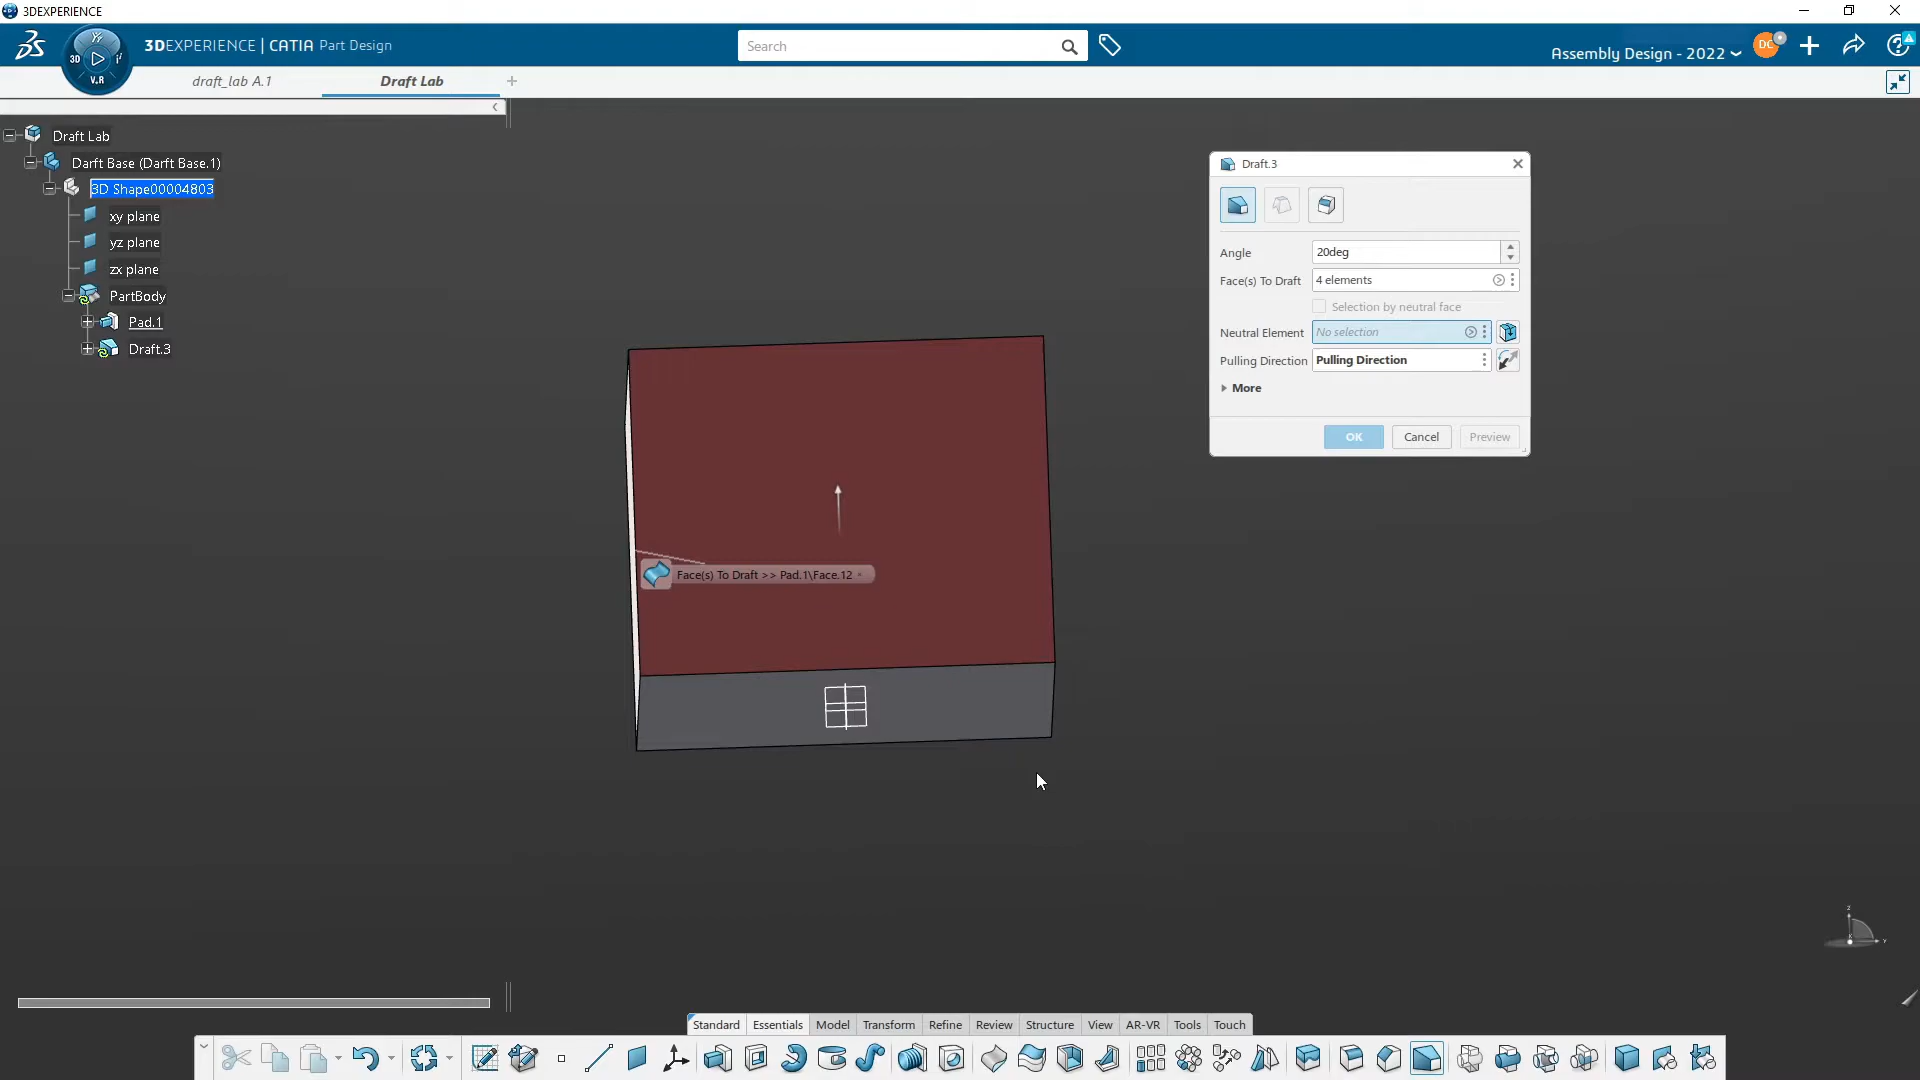 3DEXPERIENCE
3DEXPERIENCE | CATIA Part Design
3D
V.R
Search
Assembly Design - 2022
DC
draft_lab A.1
Draft Lab
Draft Lab
Darft Base (Darft Base.1)
3D Shape00004803
xy plane
yz plane
zx plane
PartBody
Pad.1
Draft.3
Draft.3
Angle
20deg
Face(s) To Draft
4 elements
Selection by neutral face
Neutral Element
No selection
Pulling Direction
Pulling Direction
More
OK
Cancel
Preview
Face(s) To Draft >> Pad.1\Face.12
Standard
Essentials
Model
Transform
Refine
Review
Structure
View
AR-VR
Tools
Touch